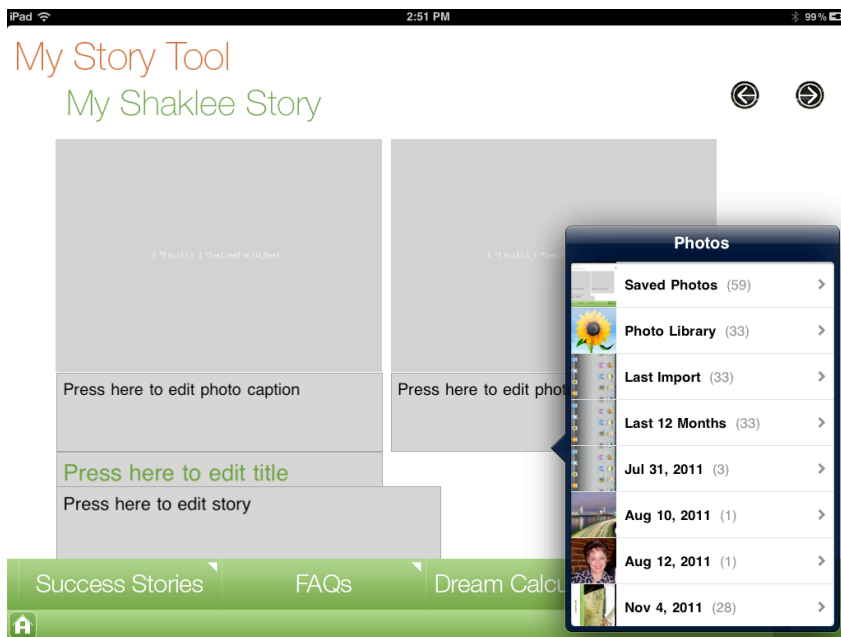 iPad 2:51 PM 99%
My Story Tool
My Shaklee Story
Photo Placeholder
Photo
Press here to edit photo caption
Press here to edit phot
Press here to edit title
Press here to edit story
Photos
Saved Photos (59)
Photo Library (33)
Last Import (33)
Last 12 Months (33)
Jul 31, 2011 (3)
Aug 10, 2011 (1)
Aug 12, 2011 (1)
Nov 4, 2011 (28)
Success Stories FAQs Dream Calcu